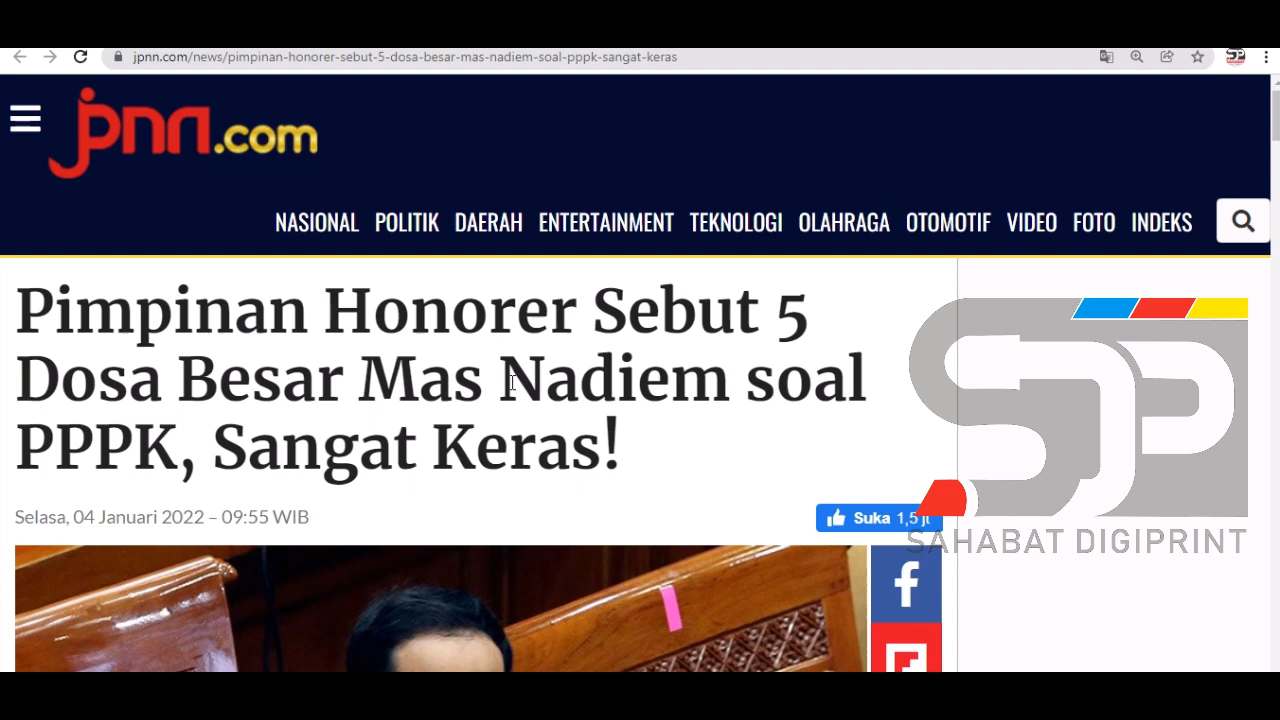 jpnn.com/news/pimpinan-honorer-sebut-5-dosa-besar-mas-nadiem-soal-pppk-sangat-keras
jpnn.com
NASIONAL POLITIK DAERAH ENTERTAINMENT TEKNOLOGI OLAHRAGA OTOMOTIF VIDEO FOTO INDEKS
Pimpinan Honorer Sebut 5
Dosa Besar Mas Nadiem soal
PPPK, Sangat Keras!
Selasa, 04 Januari 2022 – 09:55 WIB
Suka 1,5 jt
SDP
SAHABAT DIGIPRINT